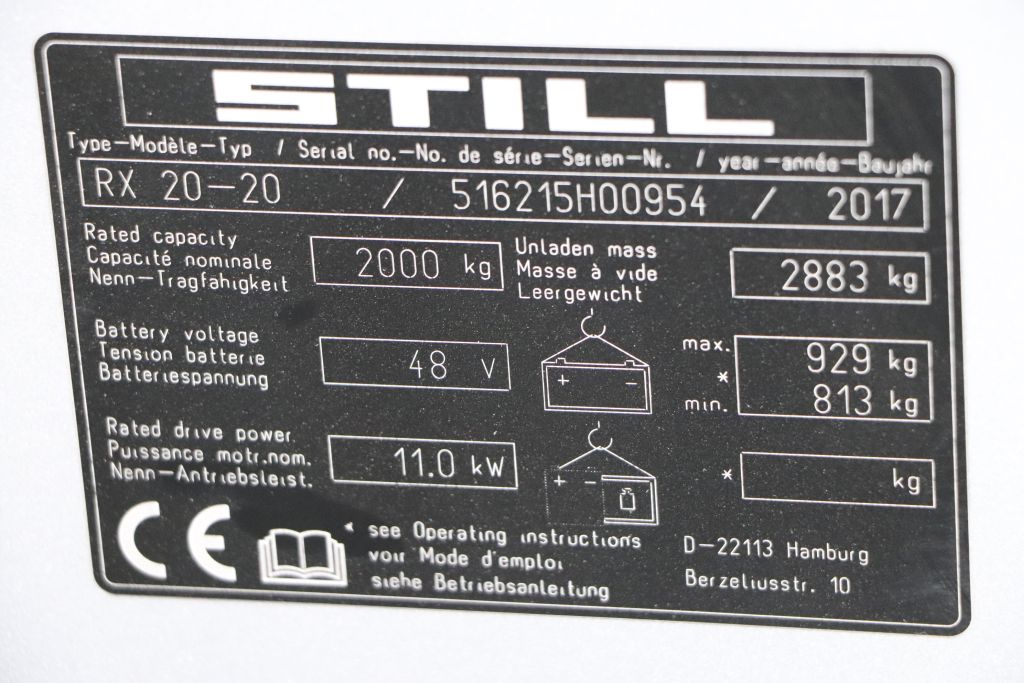 STILL
Type-Modèle-Typ / Serial no.-No. de série-Serien-Nr. / year-année-Baujahr
RX 20-20 / 516215H00954 / 2017
Rated capacity
Capacité nominale
Nenn-Tragfähigkeit
2000 kg
Unladen mass
Masse à vide
Leergewicht
2883 kg
Battery voltage
Tension batterie
Batteriespannung
48 V
+ -
max.
*
min.
929 kg
813 kg
Rated drive power
Puissance motr.nom.
Nenn-Antriebsleist.
11.0 kW
+ -
* kg
CE
* see Operating instructions
voir Mode d'emploi
siehe Betriebsanleitung
D-22113 Hamburg
Berzeliusstr. 10